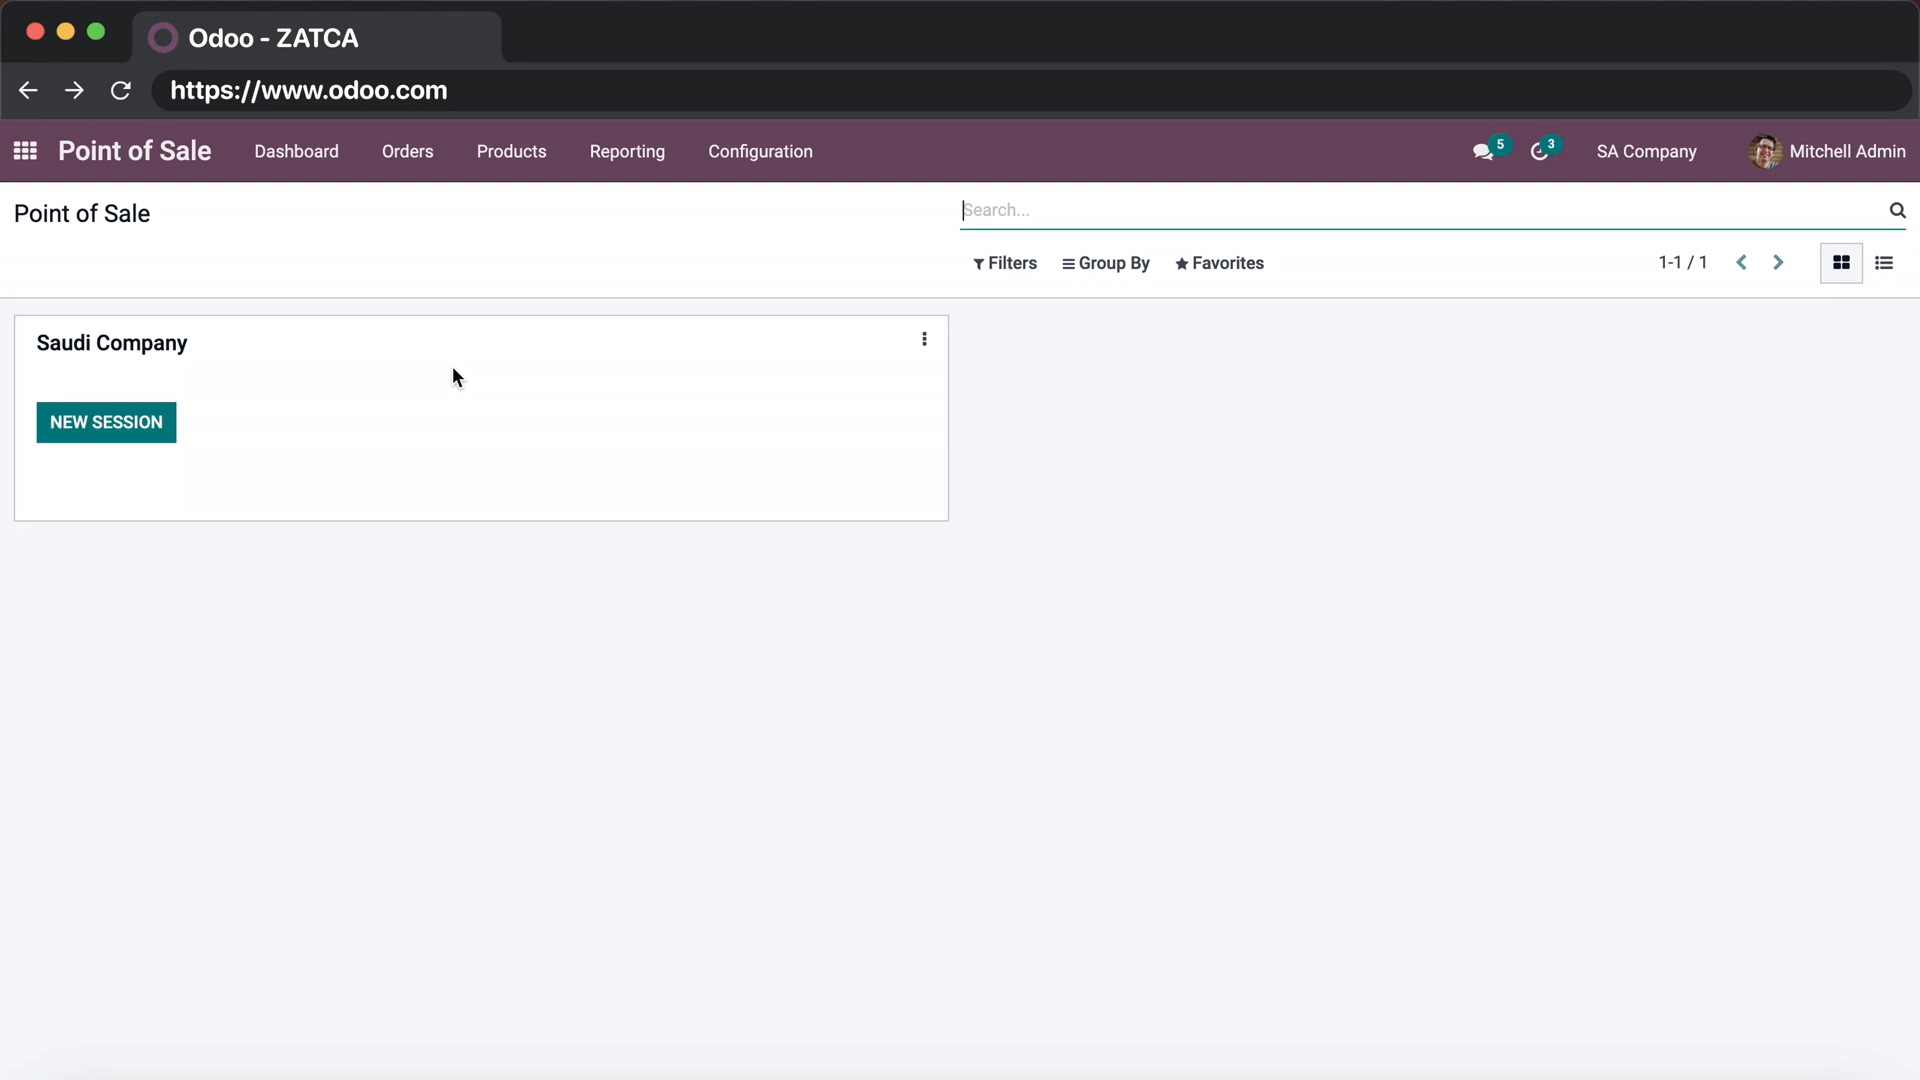 Odoo - ZATCA
https://www.odoo.com
Point of Sale Dashboard Orders Products Reporting Configuration 5 3 SA Company Mitchell Admin
Point of Sale
Search...
Filters Group By Favorites 1-1 / 1
Saudi Company
NEW SESSION